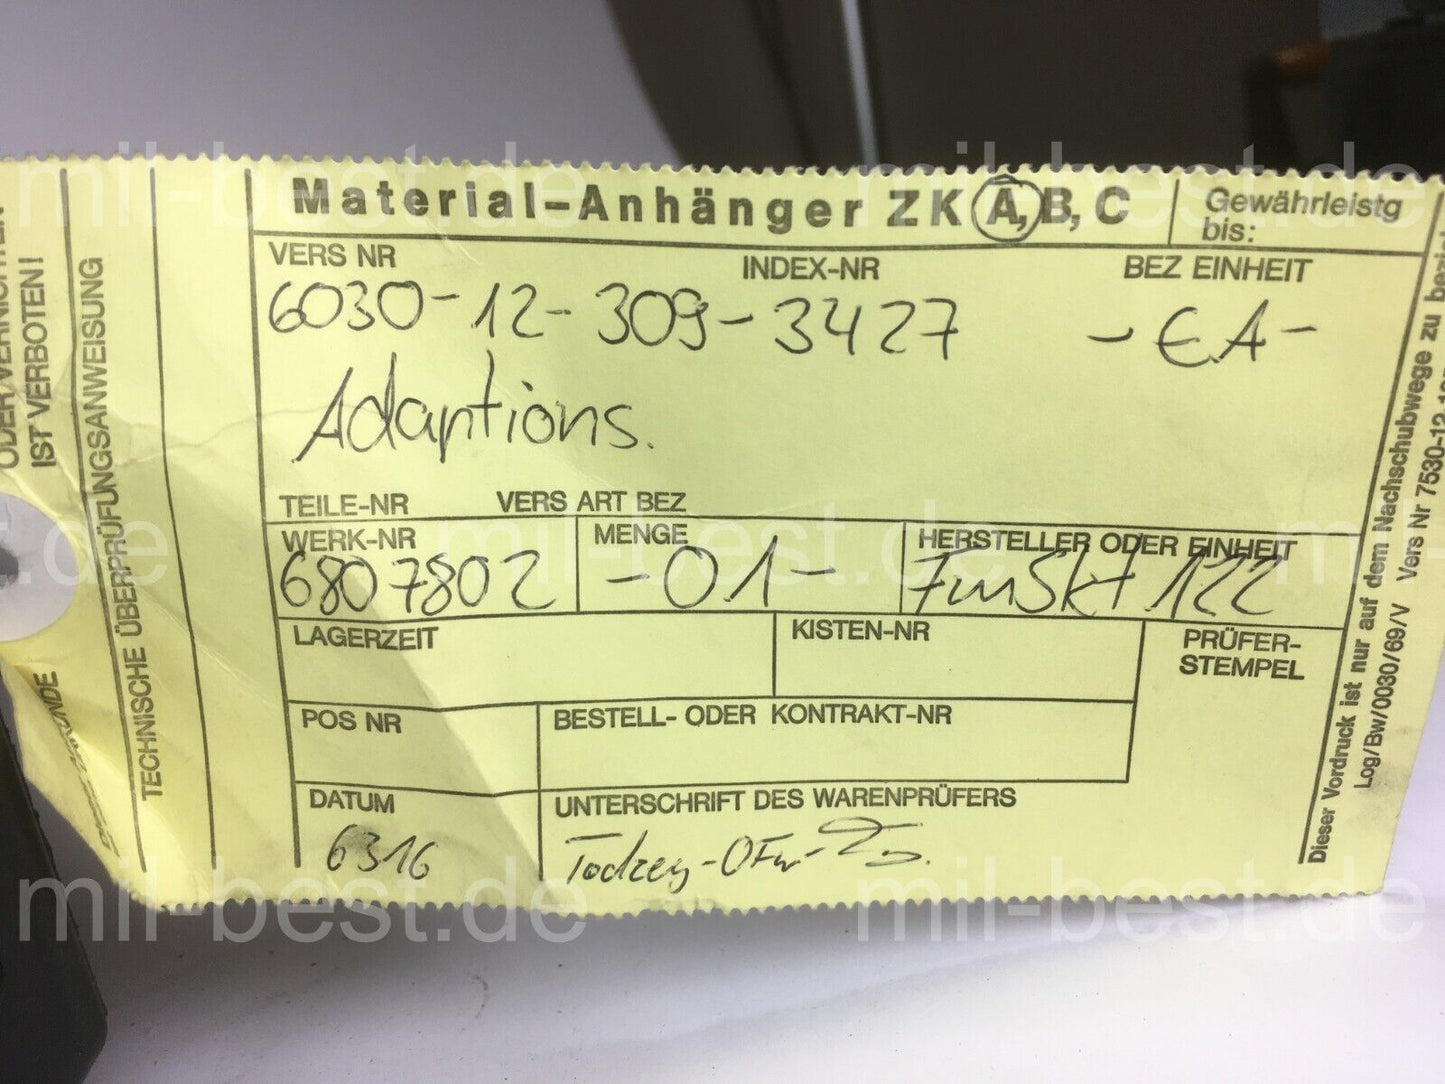 Material-Anhänger ZK A, B, C
Gewährleistg
bis:
VERS NR
INDEX-NR
BEZ EINHEIT
6030-12-309-3427
-EA-
Adaptions.
TEILE-NR
VERS ART BEZ
WERK-NR
MENGE
HERSTELLER ODER EINHEIT
6807802
-01-
FmSkt 122
LAGERZEIT
KISTEN-NR
PRÜFER-
STEMPEL
POS NR
BESTELL- ODER KONTRAKT-NR
DATUM
UNTERSCHRIFT DES WARENPRÜFERS
6316
IST VERBOTEN!
TECHNISCHE ÜBERPRÜFUNGSANWEISUNG
Dieser Vordruck ist nur auf dem Nachschubwege zu
Log/Bw/0030/69/V Vers Nr 7530-12
mil-best.de
mil-best.de
mil-best.de
mil-best.de